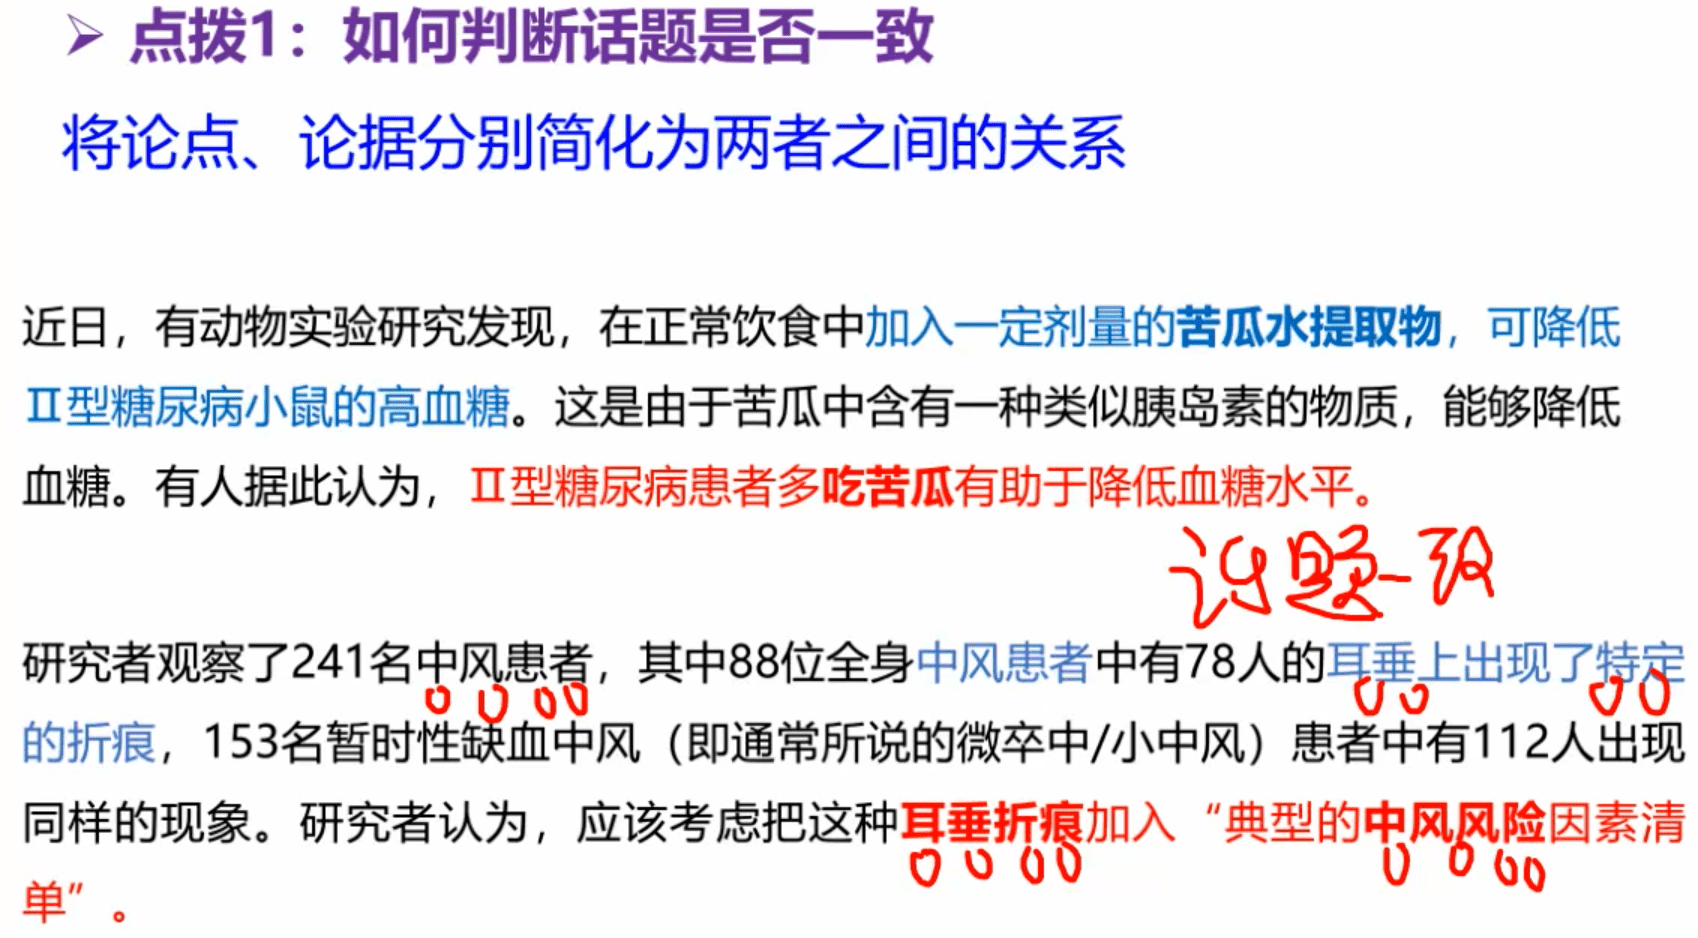 ➢ 点拨1：如何判断话题是否一致
将论点、论据分别简化为两者之间的关系
近日，有动物实验研究发现，在正常饮食中加入一定剂量的苦瓜水提取物，可降低
Ⅱ型糖尿病小鼠的高血糖。这是由于苦瓜中含有一种类似胰岛素的物质，能够降低
血糖。有人据此认为，Ⅱ型糖尿病患者多吃苦瓜有助于降低血糖水平。
话题一致
研究者观察了241名中风患者，其中88位全身中风患者中有78人的耳垂上出现了特定
的折痕，153名暂时性缺血中风（即通常所说的微卒中/小中风）患者中有112人出现
同样的现象。研究者认为，应该考虑把这种耳垂折痕加入“典型的中风风险因素清
单”。